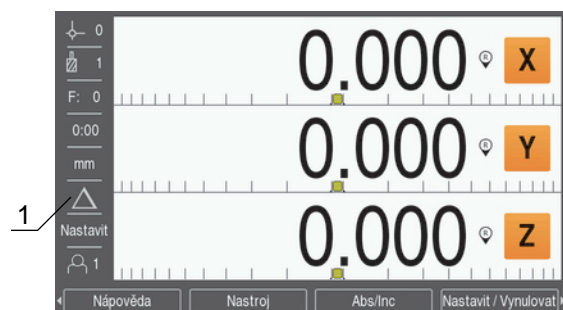 0
1
F: 0
0:00
mm
Nastavit
1
1
0.000 R X
0.000 R Y
0.000 R Z
Nápověda Nastroj Abs/Inc Nastavit / Vynulovat